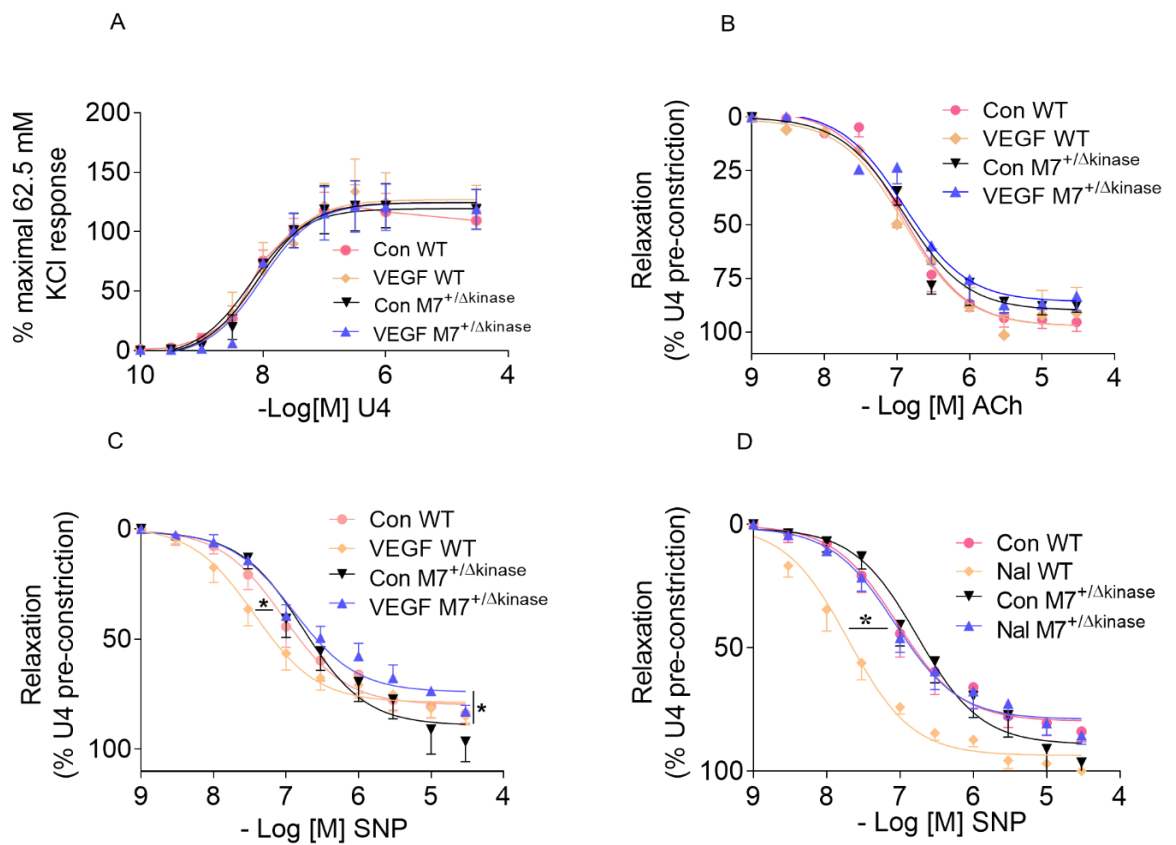 A
% maximal 62.5 mM
KCl response
200
150
100
50
0
10 8 6 4
-Log[M] U4
Con WT
VEGF WT
Con M7+/Δkinase
VEGF M7+/Δkinase
B
Relaxation
(% U4 pre-constriction)
0
25
50
75
100
9 8 7 6 5 4
- Log [M] ACh
Con WT
VEGF WT
Con M7+/Δkinase
VEGF M7+/Δkinase
C
Relaxation
(% U4 pre-constriction)
0
50
100
9 8 7 6 5 4
- Log [M] SNP
Con WT
VEGF WT
Con M7+/Δkinase
VEGF M7+/Δkinase
*
*
D
Relaxation
(% U4 pre-constriction)
0
25
50
75
100
9 8 7 6 5 4
- Log [M] SNP
Con WT
Nal WT
Con M7+/Δkinase
Nal M7+/Δkinase
*